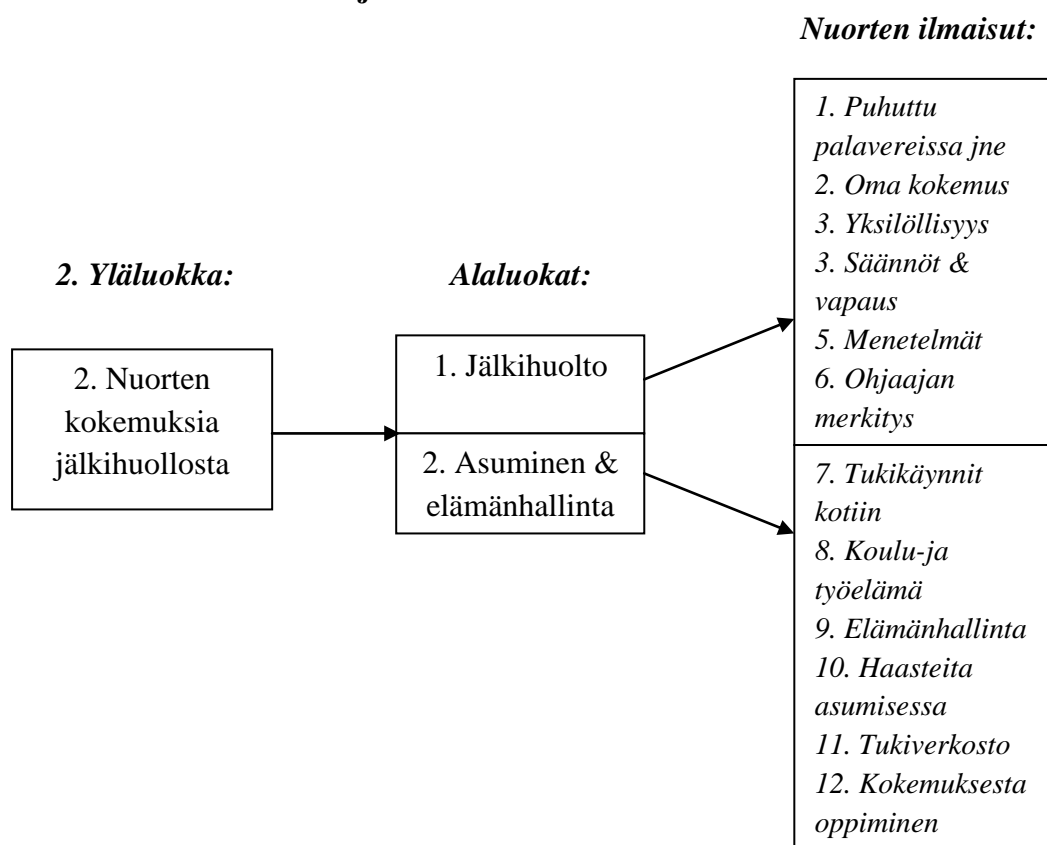 Nuorten ilmaisut:
1. Puhuttu
palavereissa jne
2. Oma kokemus
3. Yksilöllisyys
3. Säännöt &
vapaus
5. Menetelmät
6. Ohjaajan
merkitys
2. Yläluokka:
Alaluokat:
2. Nuorten
kokemuksia
jälkihuollosta
1. Jälkihuolto
2. Asuminen &
elämänhallinta
7. Tukikäynnit
kotiin
8. Koulu-ja
työelämä
9. Elämänhallinta
10. Haasteita
asumisessa
11. Tukiverkosto
12. Kokemuksesta
oppiminen